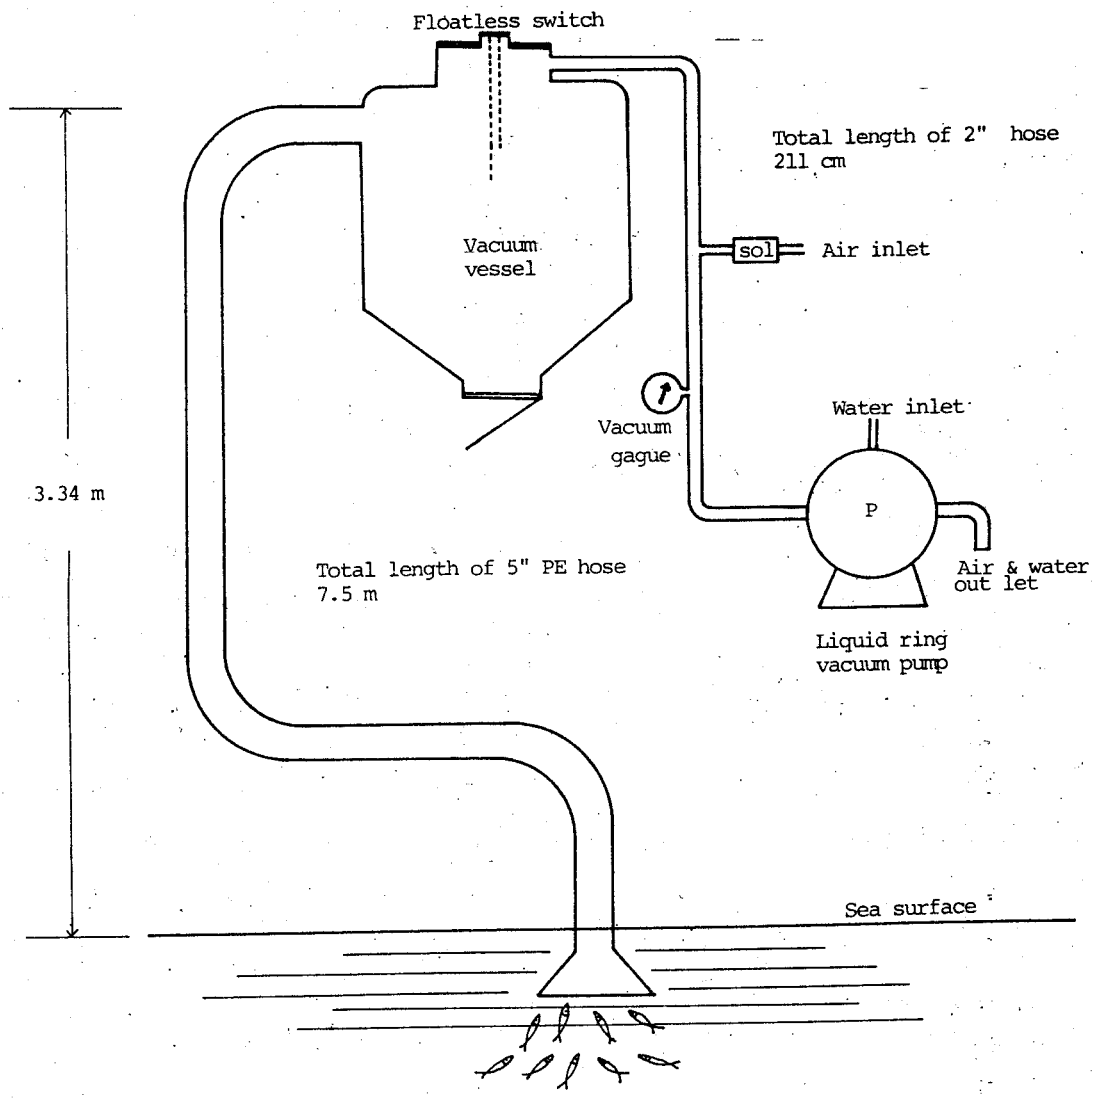 Floatless switch
Total length of 2" hose
211 cm
Vacuum
vessel
sol
Air inlet
Water inlet
Vacuum
gague
3.34 m
P
Total length of 5" PE hose
7.5 m
Air & water
out let
Liquid ring
vacuum pump
Sea surface